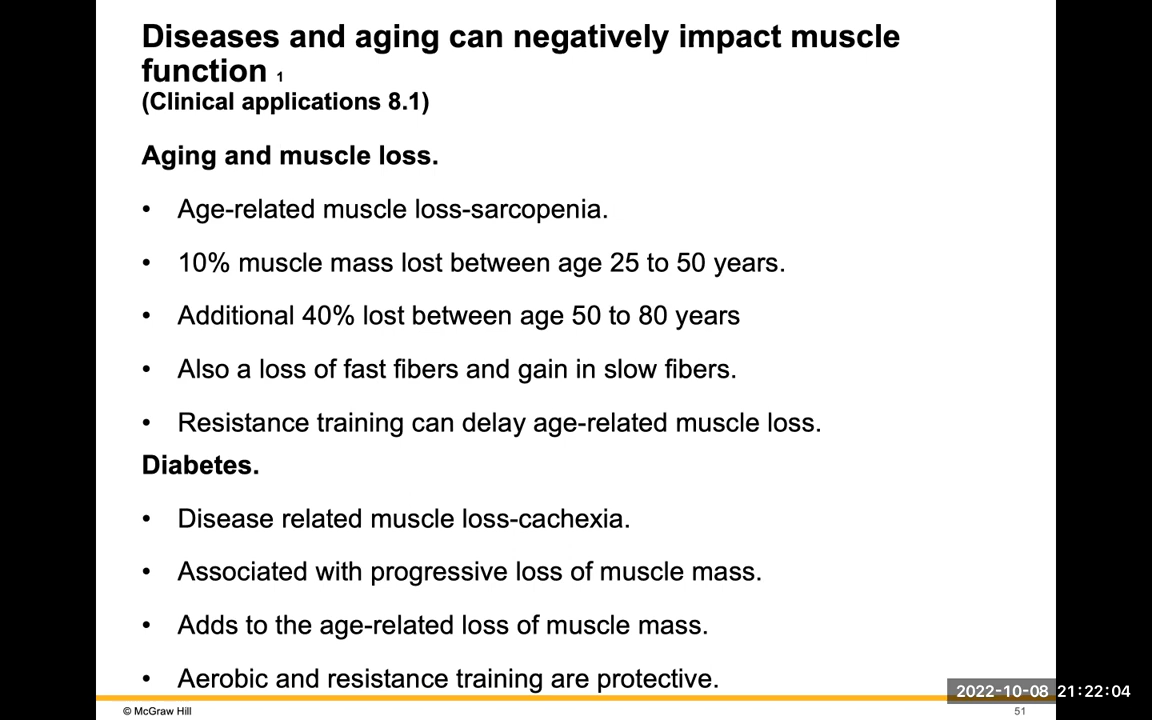 Diseases and aging can negatively impact muscle
function 1
(Clinical applications 8.1)
Aging and muscle loss.
• Age-related muscle loss-sarcopenia.
• 10% muscle mass lost between age 25 to 50 years.
• Additional 40% lost between age 50 to 80 years
• Also a loss of fast fibers and gain in slow fibers.
• Resistance training can delay age-related muscle loss.
Diabetes.
• Disease related muscle loss-cachexia.
• Associated with progressive loss of muscle mass.
• Adds to the age-related loss of muscle mass.
• Aerobic and resistance training are protective.
2022-10-08 21:22:04
© McGraw Hill 51